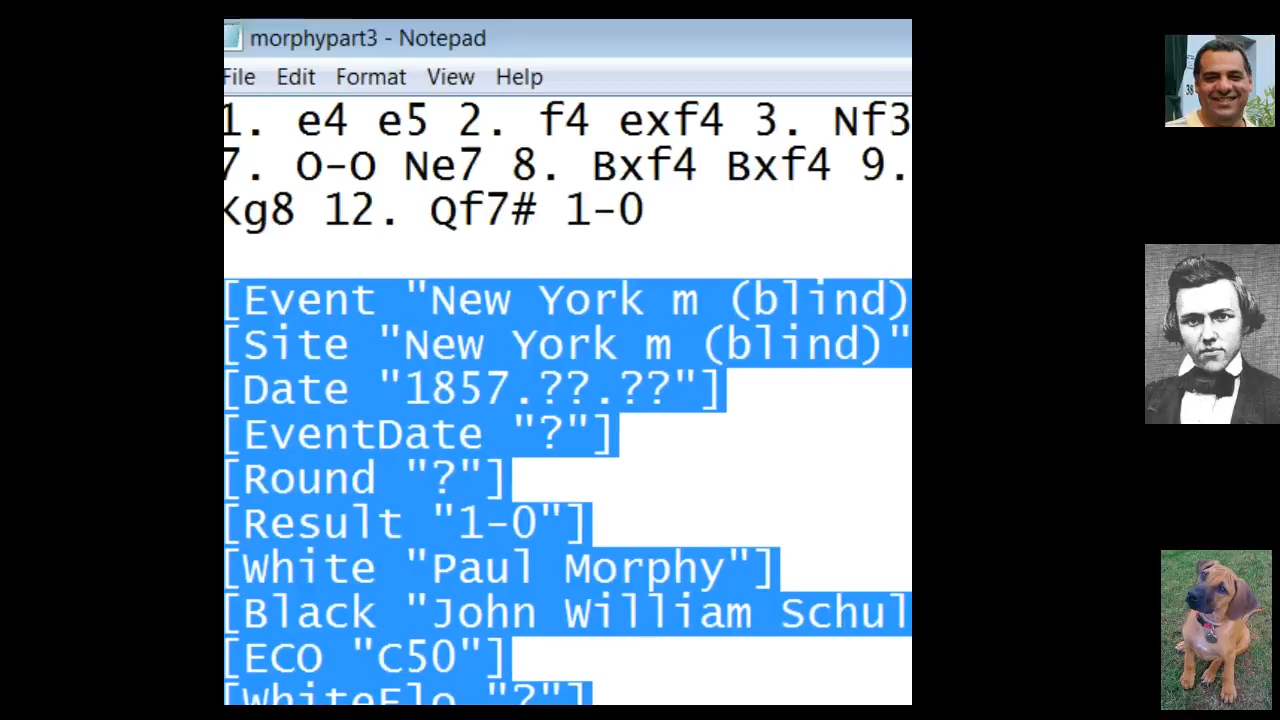 morphypart3 - Notepad
File Edit Format View Help
1. e4 e5 2. f4 exf4 3. Nf3
7. O-O Ne7 8. Bxf4 Bxf4 9.
Kg8 12. Qf7# 1-0
[Event "New York m (blind)
[Site "New York m (blind)"
[Date "1857.??.??"]
[EventDate "?"]
[Round "?"]
[Result "1-0"]
[White "Paul Morphy"]
[Black "John William Schul
[ECO "C50"]
[WhiteElo "?"]
38